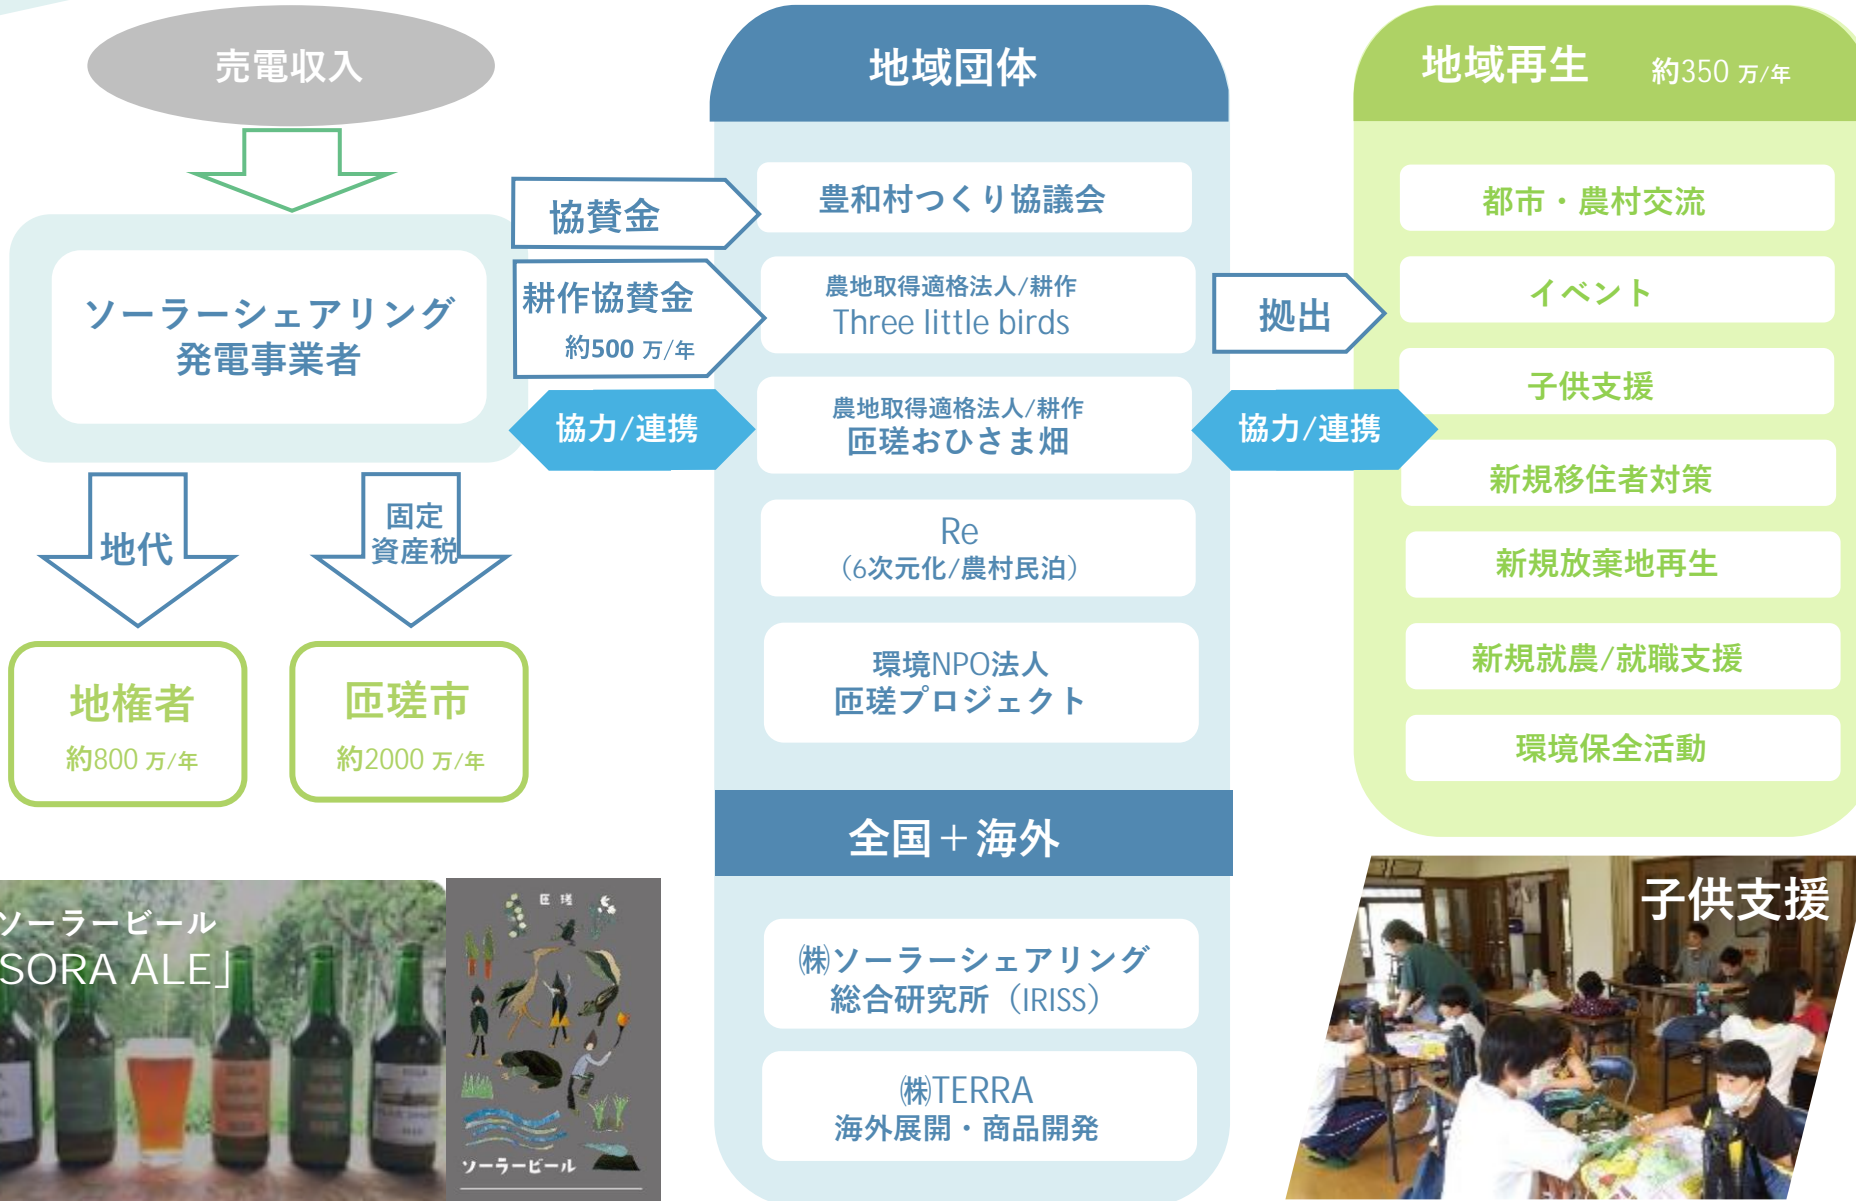 売電収入
ソーラーシェアリング
発電事業者
協賛金
耕作協賛金
約500 万/年
協力/連携
地代
固定
資産税
地権者
約800 万/年
匝瑳市
約2000 万/年
地域団体
豊和村つくり協議会
農地取得適格法人/耕作
Three little birds
農地取得適格法人/耕作
匝瑳おひさま畑
Re
（6次元化/農村民泊）
環境NPO法人
匝瑳プロジェクト
全国＋海外
㈱ソーラーシェアリング
総合研究所（IRISS）
㈱TERRA
海外展開・商品開発
拠出
協力/連携
地域再生 約350 万/年
都市・農村交流
イベント
子供支援
新規移住者対策
新規放棄地再生
新規就農/就職支援
環境保全活動
ソーラービール
SORA ALE」
匝瑳
ソーラービール
子供支援